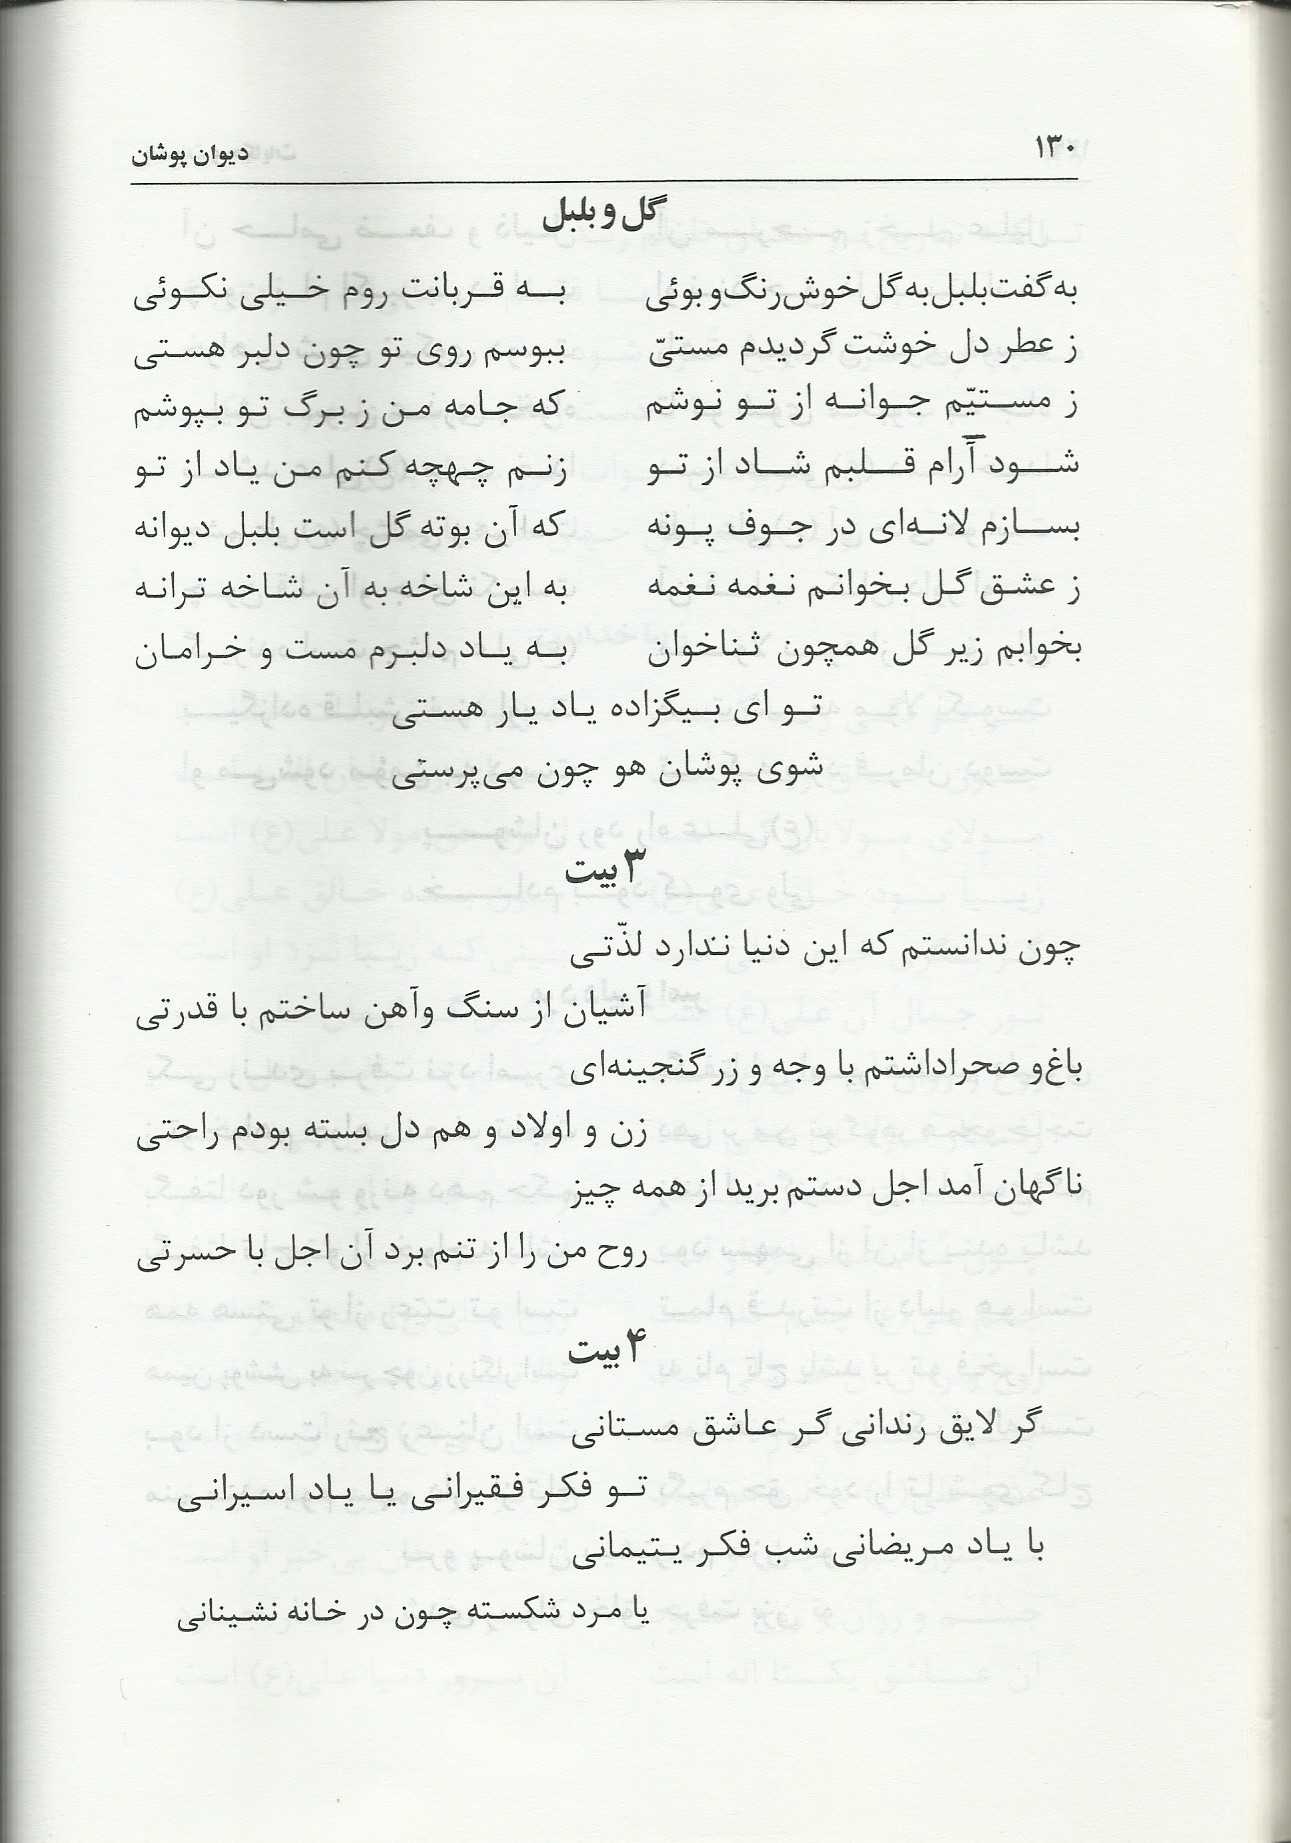 ۱۳۰ دیوان پوشان
گل و بلبل
به گفت بلبل به گل خوش رنگ و بوئی به قربانت روم خیلی نکوئی
ز عطر دل خوشت گردیدم مستیّ ببوسم روی تو چون دلبر هستی
ز مستیّم جوانه از تو نوشم که جامه من ز برگ تو بپوشم
شود آرام قلبم شاد از تو زنم چهچه کنم من یاد از تو
بسازم لانه‌ای در جوف پونه که آن بوته گل است بلبل دیوانه
ز عشق گل بخوانم نغمه نغمه به این شاخه به آن شاخه ترانه
بخوابم زیر گل همچون ثناخوان به یاد دلبرم مست و خرامان
تو ای بیگزاده یاد یار هستی
شوی پوشان هو چون می‌پرستی
۳ بیت
چون ندانستم که این دنیا ندارد لذّتی
آشیان از سنگ وآهن ساختم با قدرتی
باغ و صحراداشتم با وجه و زر گنجینه‌ای
زن و اولاد و هم دل بسته بودم راحتی
ناگهان آمد اجل دستم برید از همه چیز
روح من را از تنم برد آن اجل با حسرتی
۴ بیت
گر لایق رندانی گر عاشق مستانی
تو فکر فقیرانی یا یاد اسیرانی
با یاد مریضانی شب فکر یتیمانی
یا مرد شکسته چون در خانه نشینانی